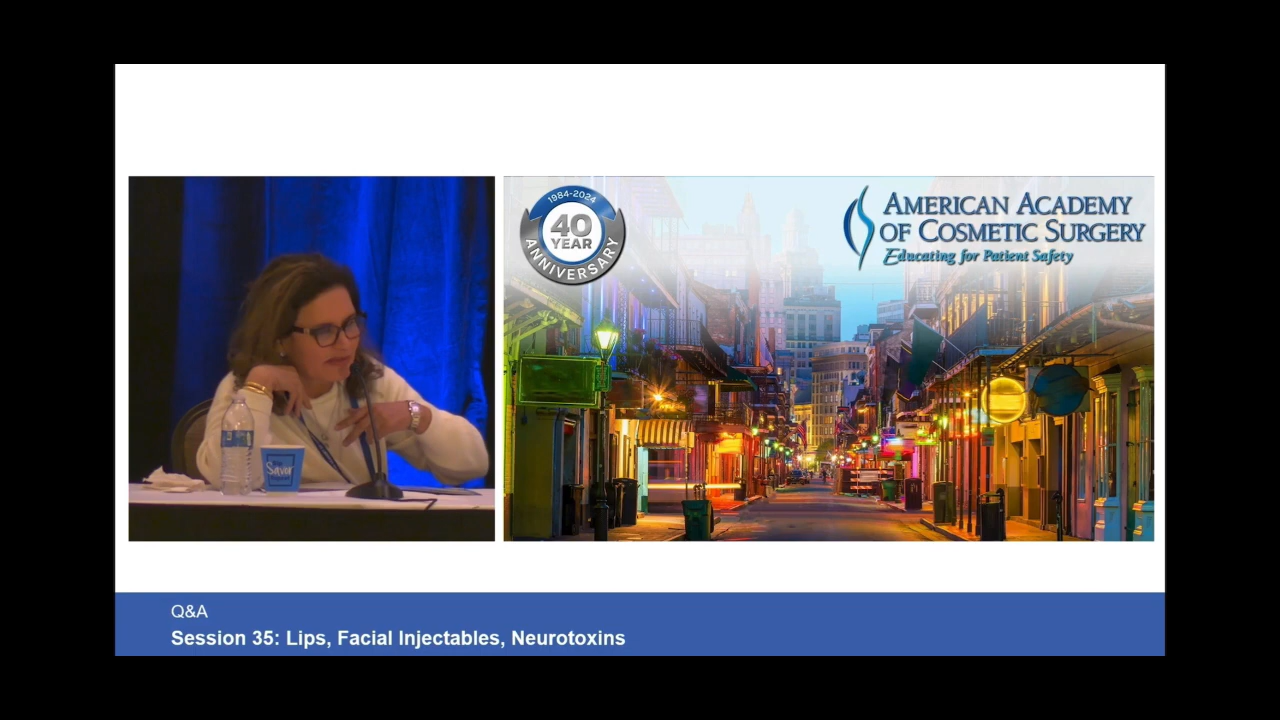 1984-2024
40
YEAR
ANNIVERSARY
AMERICAN ACADEMY
OF COSMETIC SURGERY
Educating for Patient Safety
Savor
Q&A
Session 35: Lips, Facial Injectables, Neurotoxins